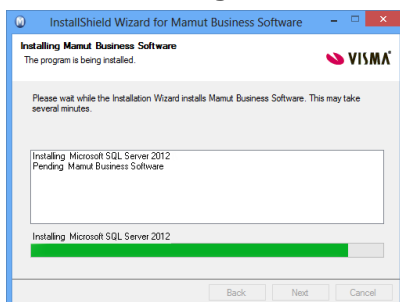 InstallShield Wizard for Mamut Business Software
Installing Mamut Business Software
The program is being installed.
VISMA
Please wait while the Installation Wizard installs Mamut Business Software. This may take
several minutes.
Installing Microsoft SQL Server 2012
Pending Mamut Business Software
Installing Microsoft SQL Server 2012
Back
Next
Cancel